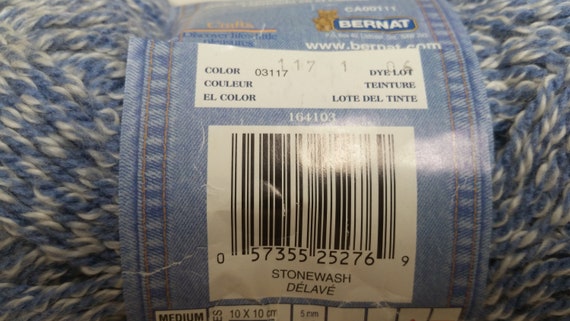 CA00111
BERNAT
www.bernat.com
COLOR 03117 117 1 06 DYE LOT
COULEUR TEINTURE
EL COLOR LOTE DEL TINTE
164103
0 57355 25276 9
STONEWASH
DÉLAVÉ
MEDIUM 10 X 10 cm 5 mm